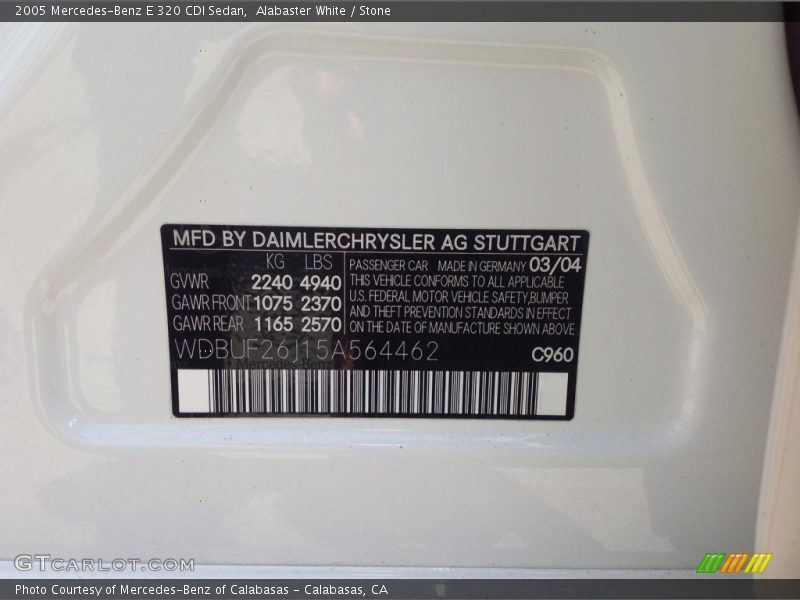 2005 Mercedes-Benz E 320 CDI Sedan, Alabaster White / Stone
MFD BY DAIMLERCHRYSLER AG STUTTGART
KG LBS
GVWR 2240 4940
GAWR FRONT 1075 2370
GAWR REAR 1165 2570
PASSENGER CAR MADE IN GERMANY 03/04
THIS VEHICLE CONFORMS TO ALL APPLICABLE
U.S. FEDERAL MOTOR VEHICLE SAFETY, BUMPER
AND THEFT PREVENTION STANDARDS IN EFFECT
ON THE DATE OF MANUFACTURE SHOWN ABOVE
WDBUF26J15A564462 C960
GTCARLOT.COM
Photo Courtesy of Mercedes-Benz of Calabasas - Calabasas, CA